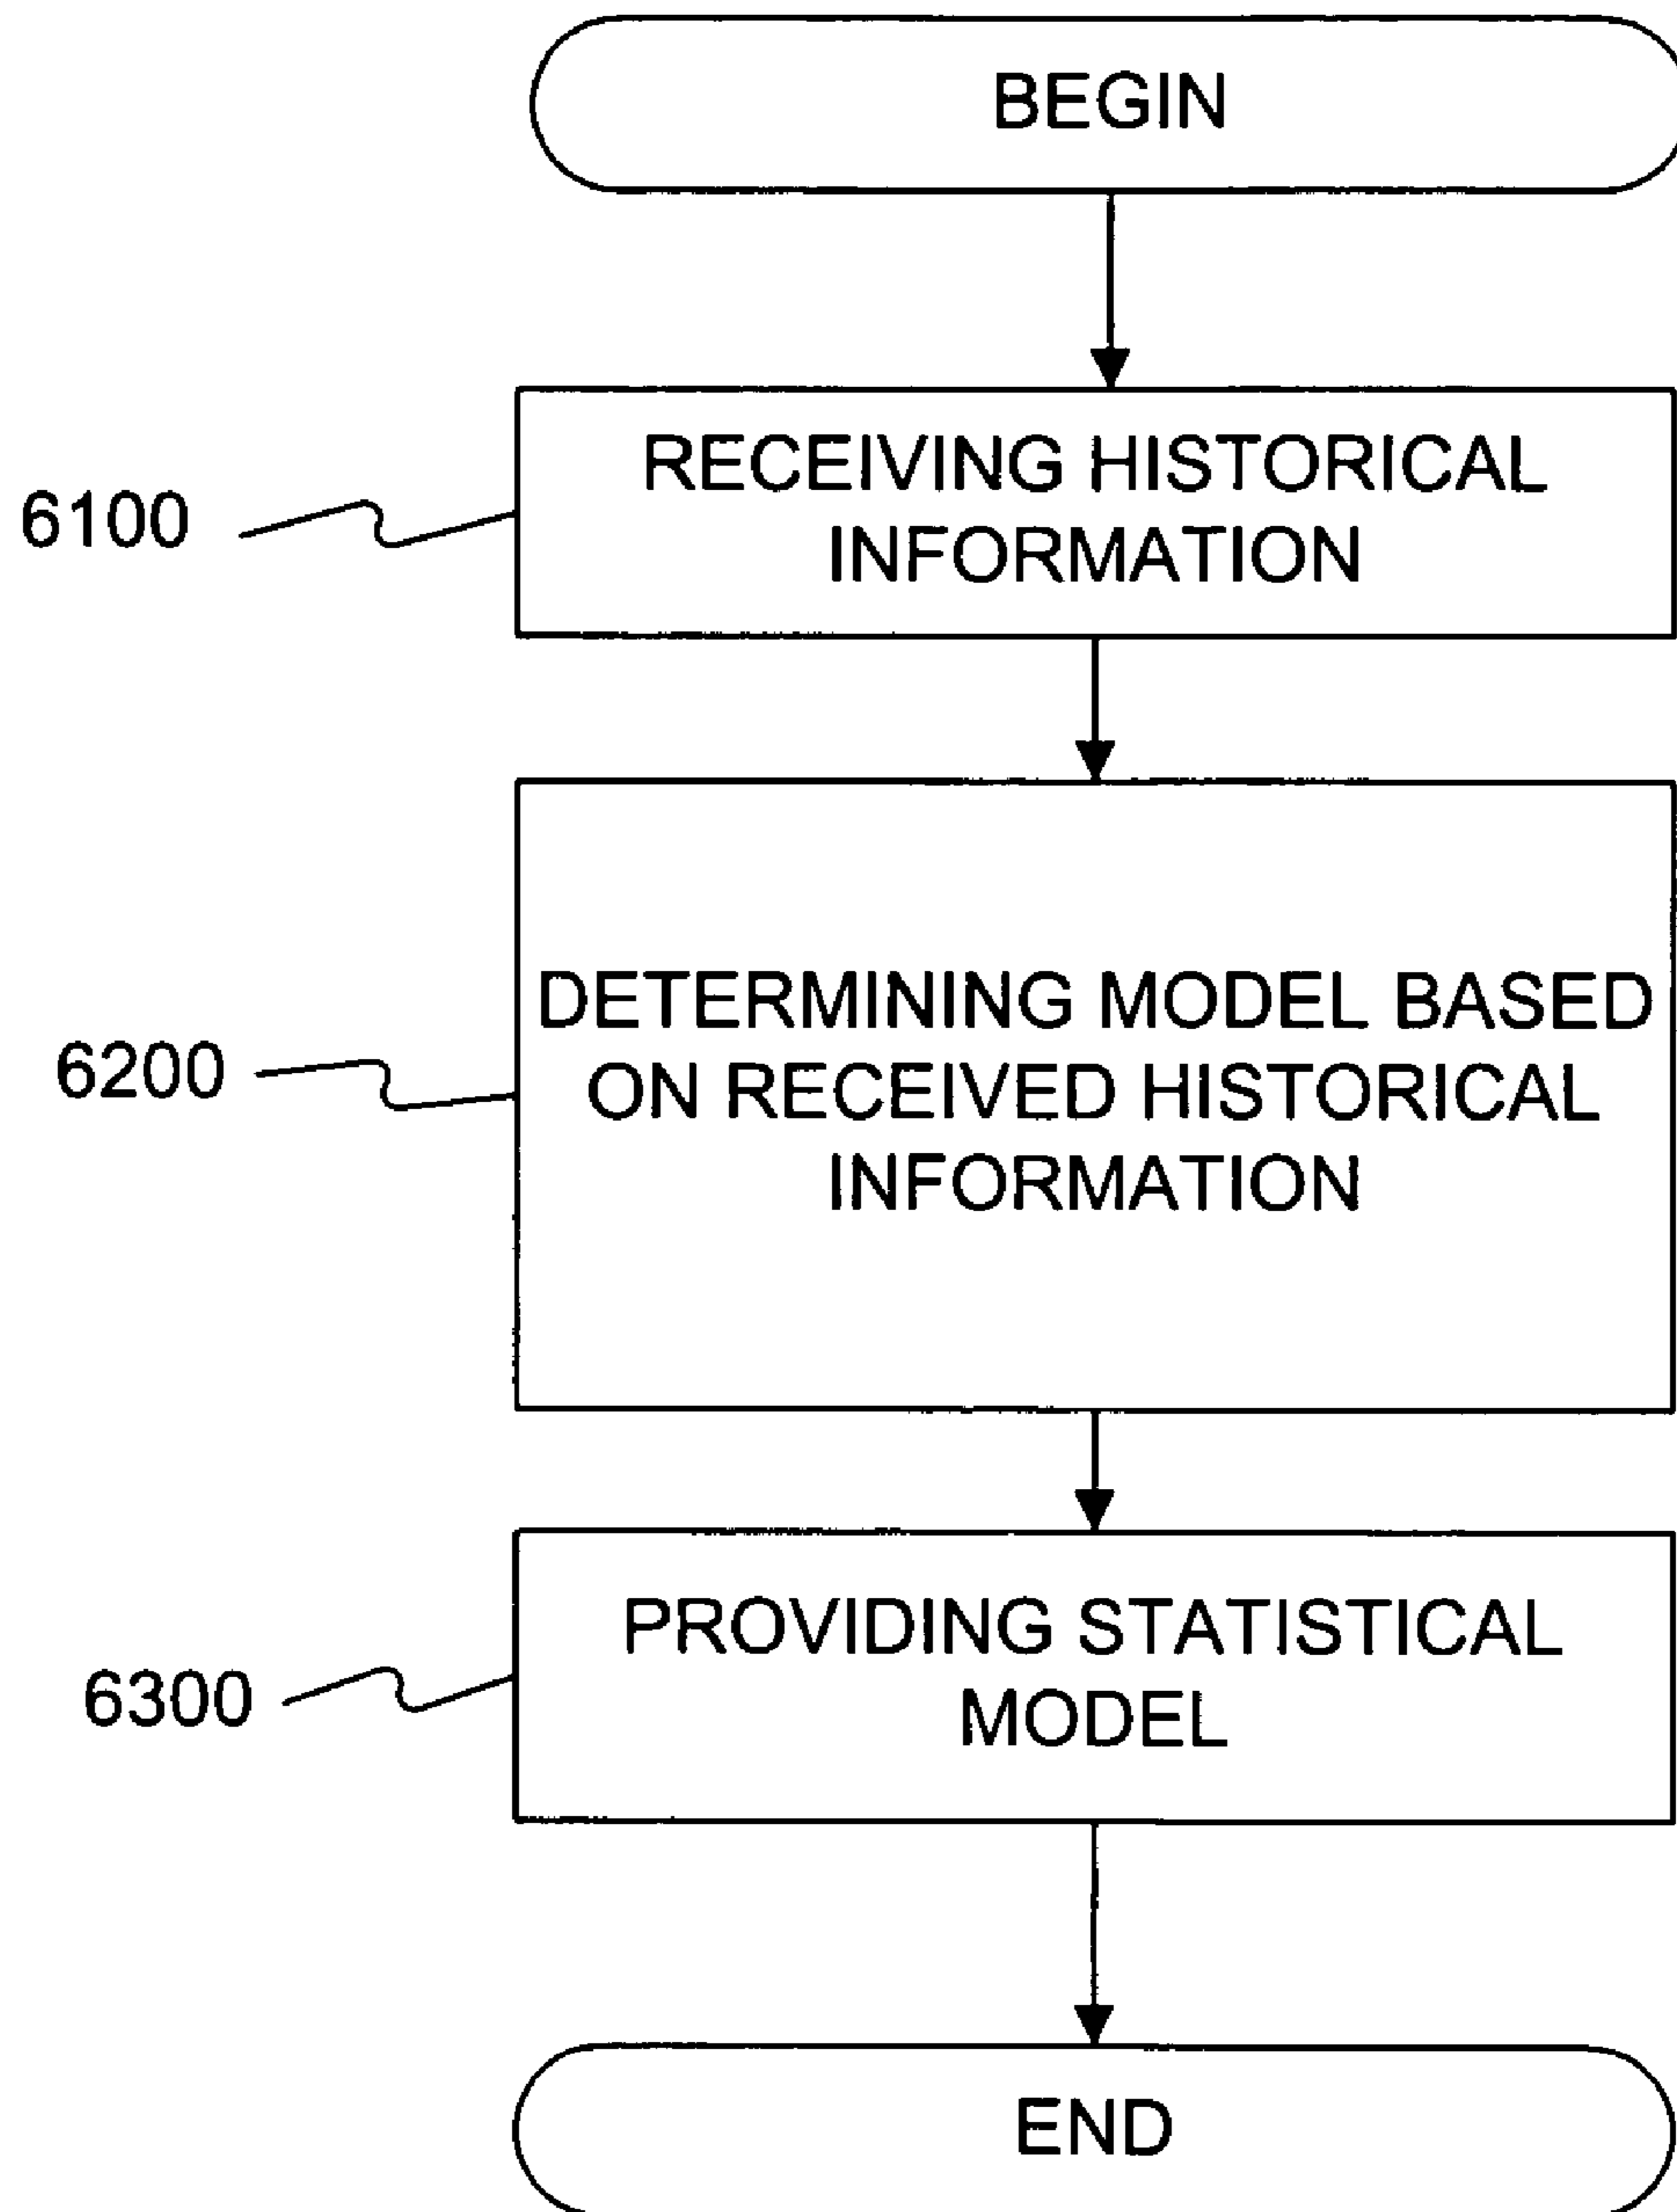 BEGIN
RECEIVING HISTORICAL
INFORMATION
6100
DETERMINING MODEL BASED
ON RECEIVED HISTORICAL
INFORMATION
6200
PROVIDING STATISTICAL
MODEL
6300
END